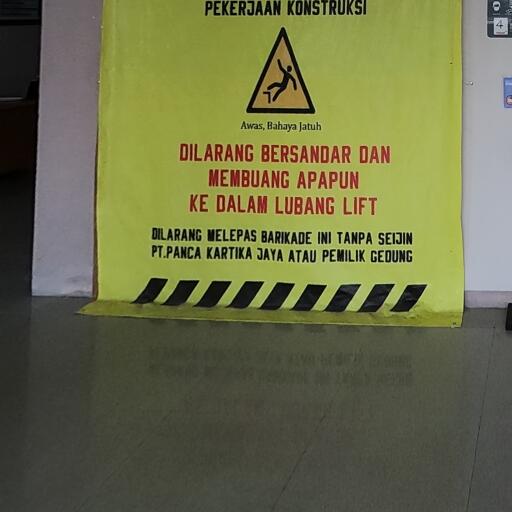 PEKERJAAN KONSTRUKSI
Awas, Bahaya Jatuh
DILARANG BERSANDAR DAN
MEMBUANG APAPUN
KE DALAM LUBANG LIFT
DILARANG MELEPAS BARIKADE INI TANPA SEIJIN
PT.PANCA KARTIKA JAYA ATAU PEMILIK GEDUNG
4